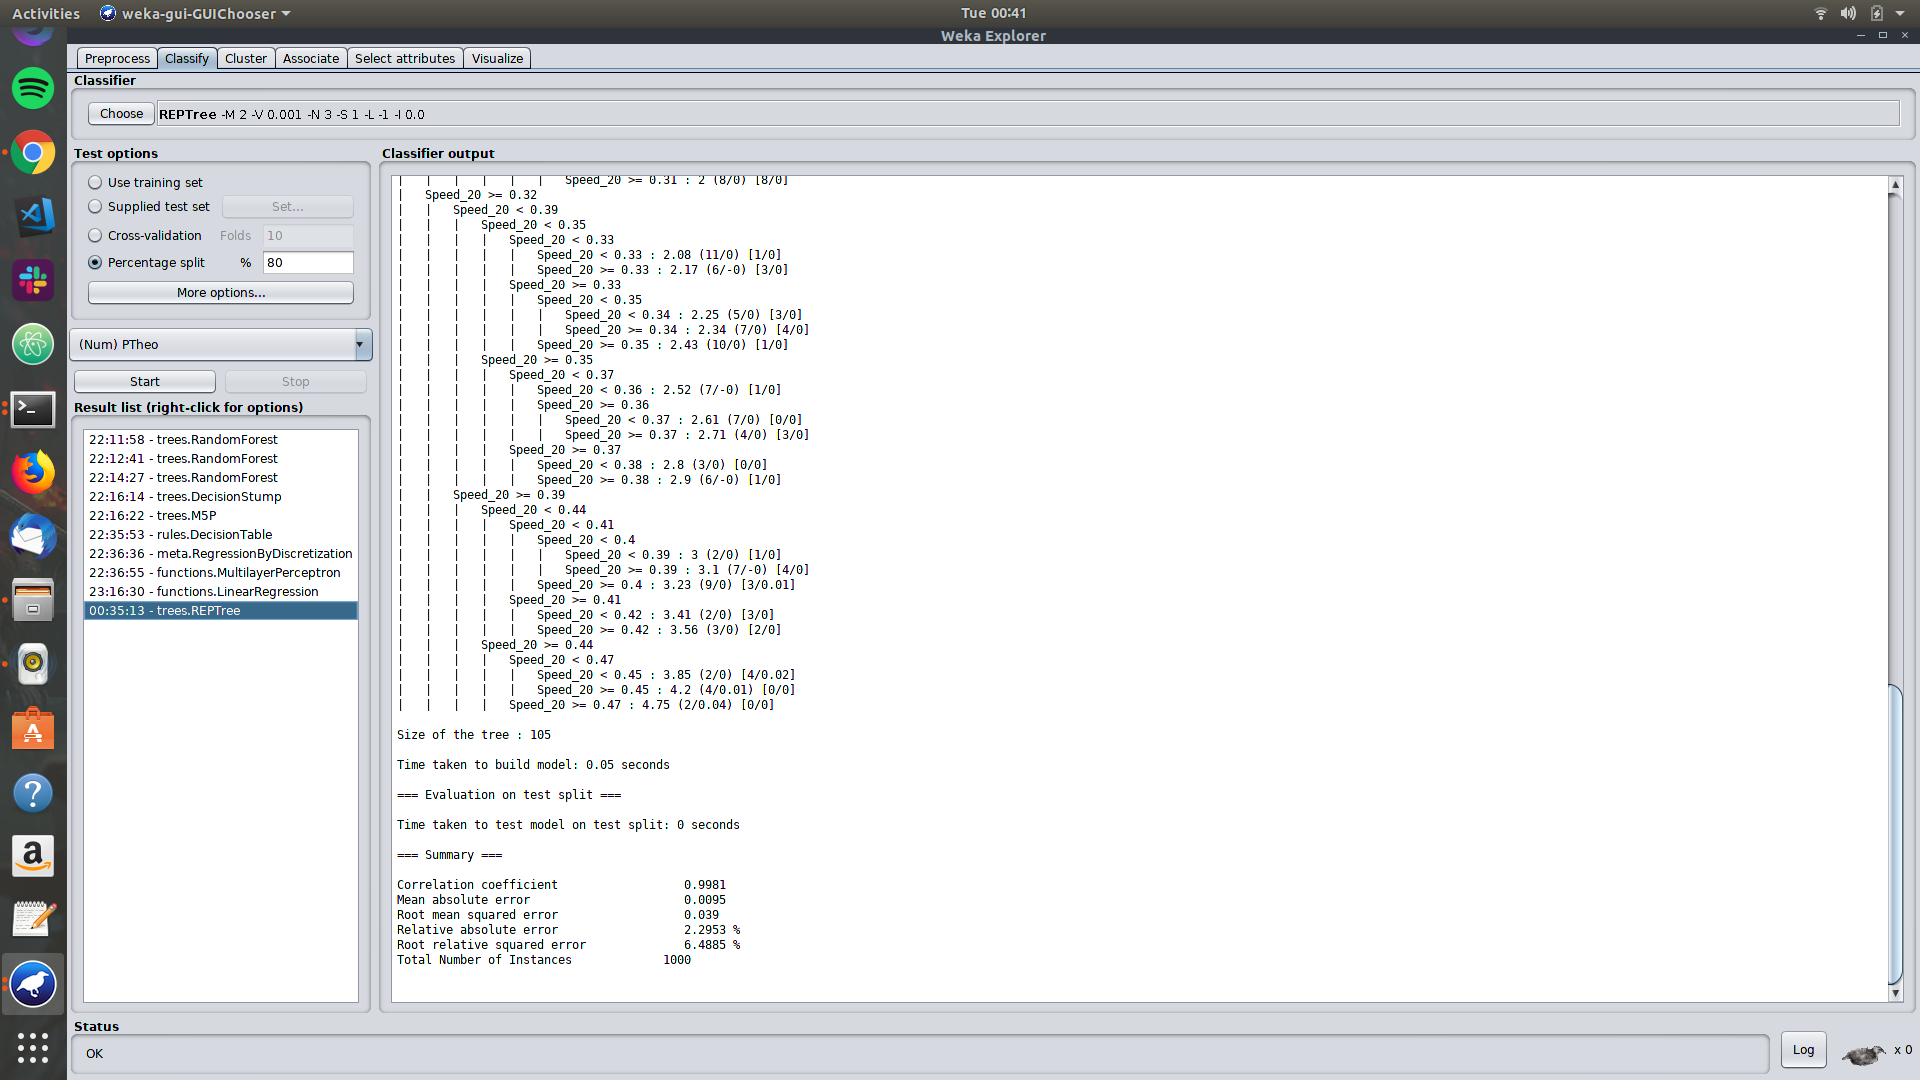 Activities weka-gui-GUIChooser Tue 00:41
Weka Explorer
Preprocess Classify Cluster Associate Select attributes Visualize
Classifier
Choose REPTree -M 2 -V 0.001 -N 3 -S 1 -L -1 -I 0.0
Test options
Use training set
Supplied test set Set...
Cross-validation Folds 10
Percentage split % 80
More options...
(Num) PTheo
Start Stop
Result list (right-click for options)
22:11:58 - trees.RandomForest
22:12:41 - trees.RandomForest
22:14:27 - trees.RandomForest
22:16:14 - trees.DecisionStump
22:16:22 - trees.M5P
22:35:53 - rules.DecisionTable
22:36:36 - meta.RegressionByDiscretization
22:36:55 - functions.MultilayerPerceptron
23:16:30 - functions.LinearRegression
00:35:13 - trees.REPTree
Classifier output
| | | | | | Speed_20 >= 0.31 : 2 (8/0) [8/0]
| Speed_20 >= 0.32
| | Speed_20 < 0.39
| | | Speed_20 < 0.35
| | | | Speed_20 < 0.33
| | | | | Speed_20 < 0.33 : 2.08 (11/0) [1/0]
| | | | | Speed_20 >= 0.33 : 2.17 (6/-0) [3/0]
| | | | Speed_20 >= 0.33
| | | | | Speed_20 < 0.35
| | | | | | Speed_20 < 0.34 : 2.25 (5/0) [3/0]
| | | | | | Speed_20 >= 0.34 : 2.34 (7/0) [4/0]
| | | | | Speed_20 >= 0.35 : 2.43 (10/0) [1/0]
| | | Speed_20 >= 0.35
| | | | Speed_20 < 0.37
| | | | | Speed_20 < 0.36 : 2.52 (7/-0) [1/0]
| | | | | Speed_20 >= 0.36
| | | | | | Speed_20 < 0.37 : 2.61 (7/0) [0/0]
| | | | | | Speed_20 >= 0.37 : 2.71 (4/0) [3/0]
| | | | Speed_20 >= 0.37
| | | | | Speed_20 < 0.38 : 2.8 (3/0) [0/0]
| | | | | Speed_20 >= 0.38 : 2.9 (6/-0) [1/0]
| | Speed_20 >= 0.39
| | | Speed_20 < 0.44
| | | | Speed_20 < 0.41
| | | | | Speed_20 < 0.4
| | | | | | Speed_20 < 0.39 : 3 (2/0) [1/0]
| | | | | | Speed_20 >= 0.39 : 3.1 (7/-0) [4/0]
| | | | | Speed_20 >= 0.4 : 3.23 (9/0) [3/0.01]
| | | | Speed_20 >= 0.41
| | | | | Speed_20 < 0.42 : 3.41 (2/0) [3/0]
| | | | | Speed_20 >= 0.42 : 3.56 (3/0) [2/0]
| | | Speed_20 >= 0.44
| | | | Speed_20 < 0.47
| | | | | Speed_20 < 0.45 : 3.85 (2/0) [4/0.02]
| | | | | Speed_20 >= 0.45 : 4.2 (4/0.01) [0/0]
| | | | Speed_20 >= 0.47 : 4.75 (2/0.04) [0/0]
Size of the tree : 105
Time taken to build model: 0.05 seconds
=== Evaluation on test split ===
Time taken to test model on test split: 0 seconds
=== Summary ===
Correlation coefficient 0.9981
Mean absolute error 0.0095
Root mean squared error 0.039
Relative absolute error 2.2953 %
Root relative squared error 6.4885 %
Total Number of Instances 1000
Status
OK
Log x 0